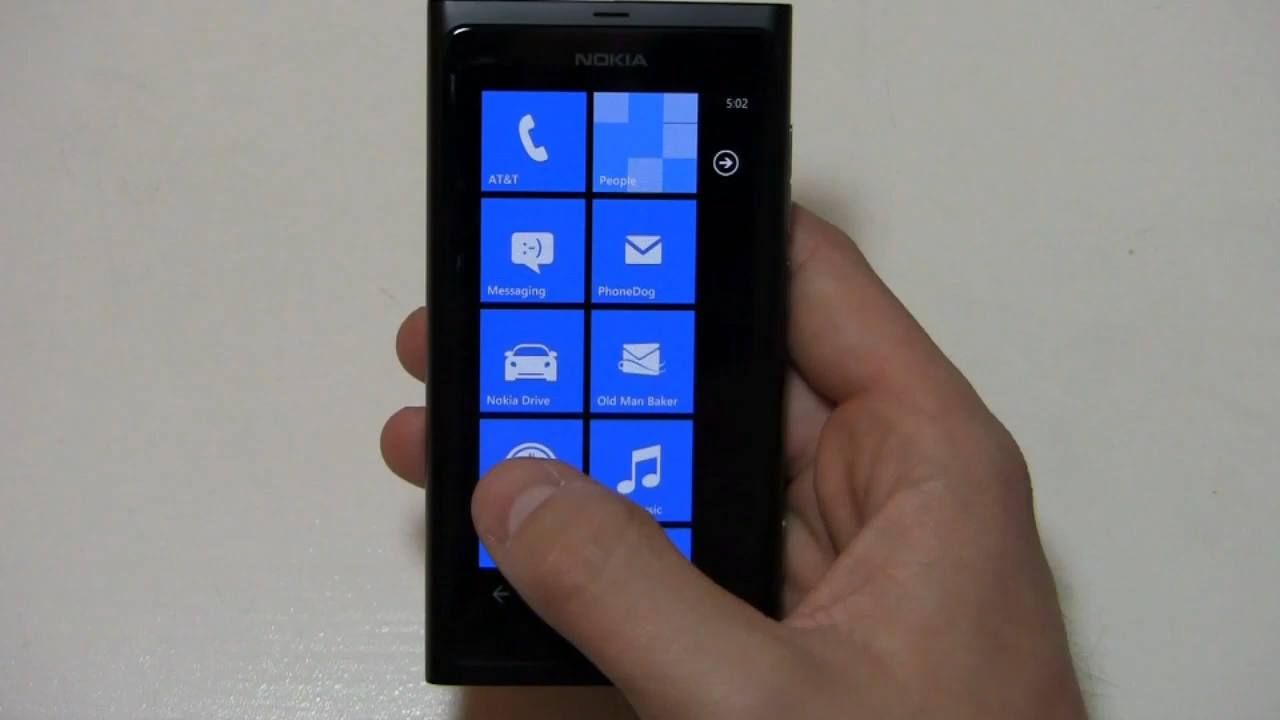 NOKIA
5:02
AT&T
People
:-)
Messaging
PhoneDog
Nokia Drive
Old Man Baker